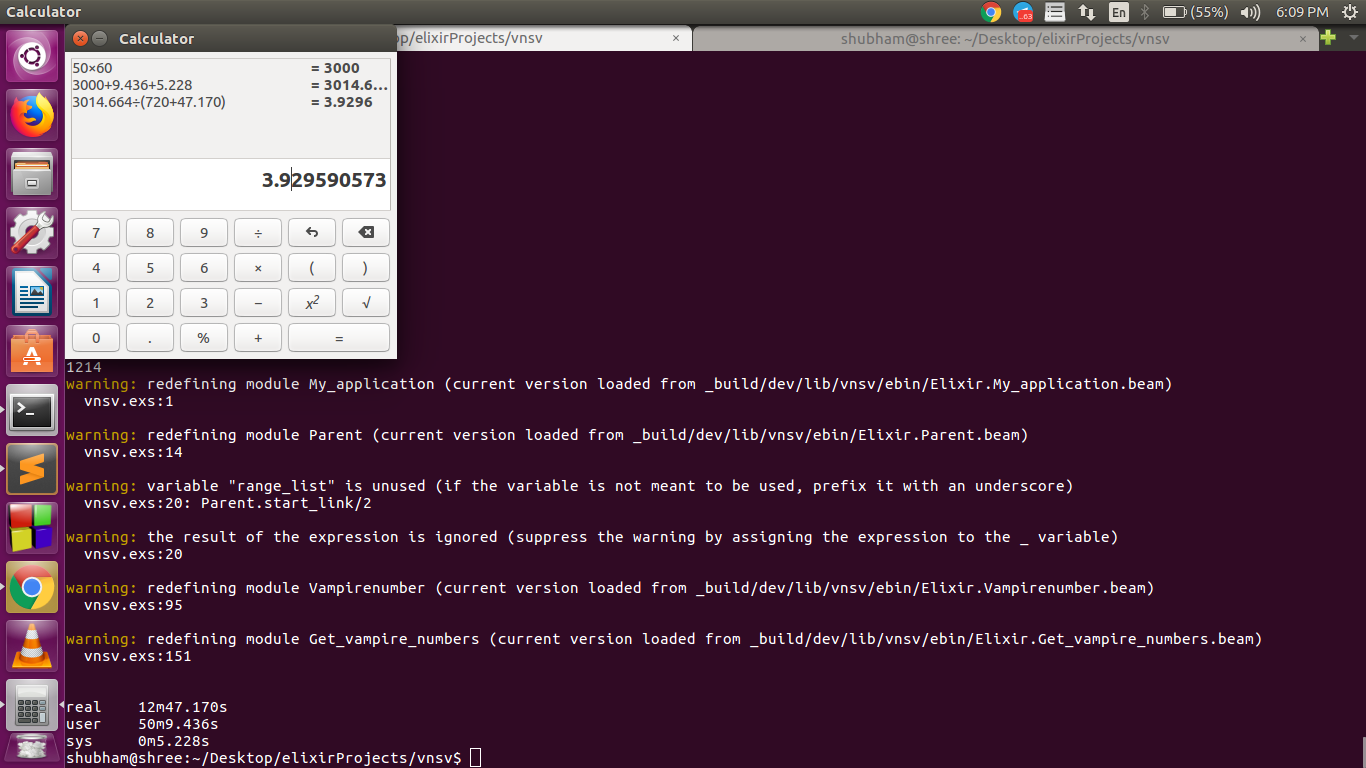 Calculator
63
En
(55%)
6:09 PM
Calculator
op/elixirProjects/vnsv ×
shubham@shree: ~/Desktop/elixirProjects/vnsv ×
50×60 = 3000
3000+9.436+5.228 = 3014.6…
3014.664÷(720+47.170) = 3.9296
3.929590573
7 8 9 ÷
4 5 6 × ( )
1 2 3 − x² √
0 . % + =
1214
warning: redefining module My_application (current version loaded from _build/dev/lib/vnsv/ebin/Elixir.My_application.beam)
vnsv.exs:1
warning: redefining module Parent (current version loaded from _build/dev/lib/vnsv/ebin/Elixir.Parent.beam)
vnsv.exs:14
warning: variable "range_list" is unused (if the variable is not meant to be used, prefix it with an underscore)
vnsv.exs:20: Parent.start_link/2
warning: the result of the expression is ignored (suppress the warning by assigning the expression to the _ variable)
vnsv.exs:20
warning: redefining module Vampirenumber (current version loaded from _build/dev/lib/vnsv/ebin/Elixir.Vampirenumber.beam)
vnsv.exs:95
warning: redefining module Get_vampire_numbers (current version loaded from _build/dev/lib/vnsv/ebin/Elixir.Get_vampire_numbers.beam)
vnsv.exs:151
real 12m47.170s
user 50m9.436s
sys 0m5.228s
shubham@shree:~/Desktop/elixirProjects/vnsv$